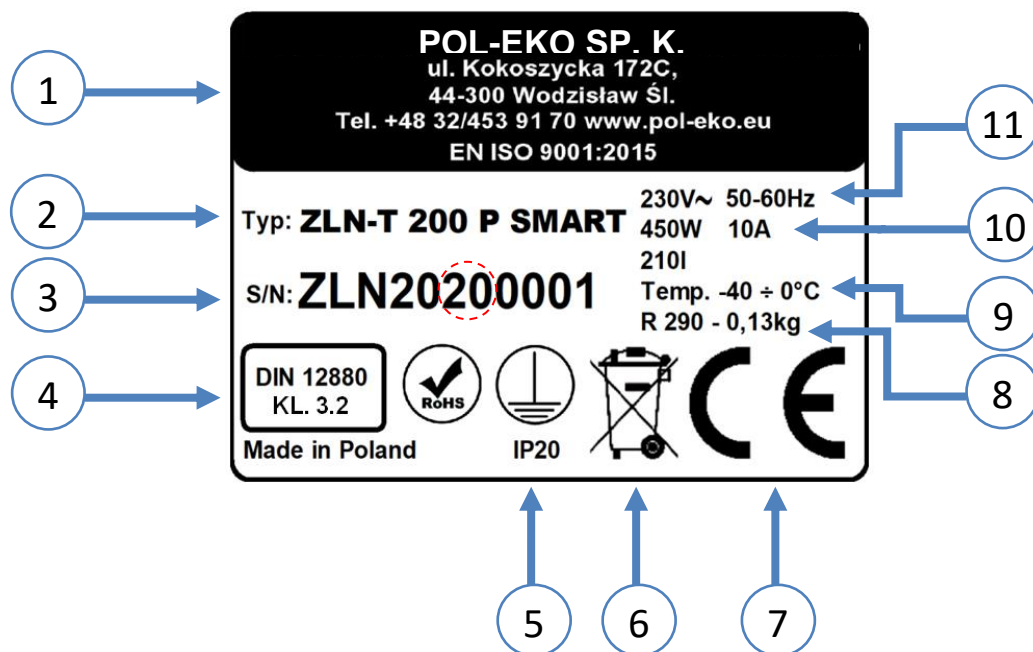 POL-EKO SP. K.
ul. Kokoszycka 172C,
44-300 Wodzisław Śl.
Tel. +48 32/453 91 70 www.pol-eko.eu
EN ISO 9001:2015
1
2
3
4
Typ: ZLN-T 200 P SMART
S/N: ZLN20200001
230V~ 50-60Hz
450W 10A
210l
Temp. -40 ÷ 0°C
R 290 - 0,13kg
DIN 12880
KL. 3.2
RoHS
CE
Made in Poland
IP20
11
10
9
8
5
6
7